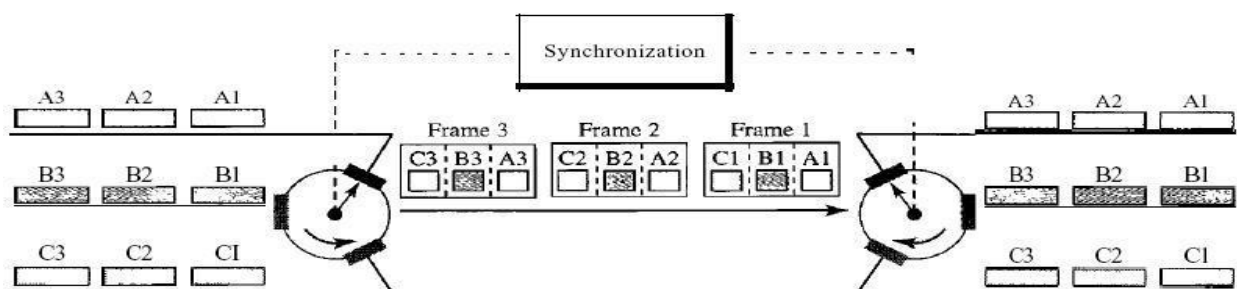 Synchronization
A3 A2 A1
Frame 3 Frame 2 Frame 1
A3 A2 A1
C3 B3 A3 C2 B2 A2 C1 B1 A1
B3 B2 B1
B3 B2 B1
C3 C2 CI
C3 C2 C1